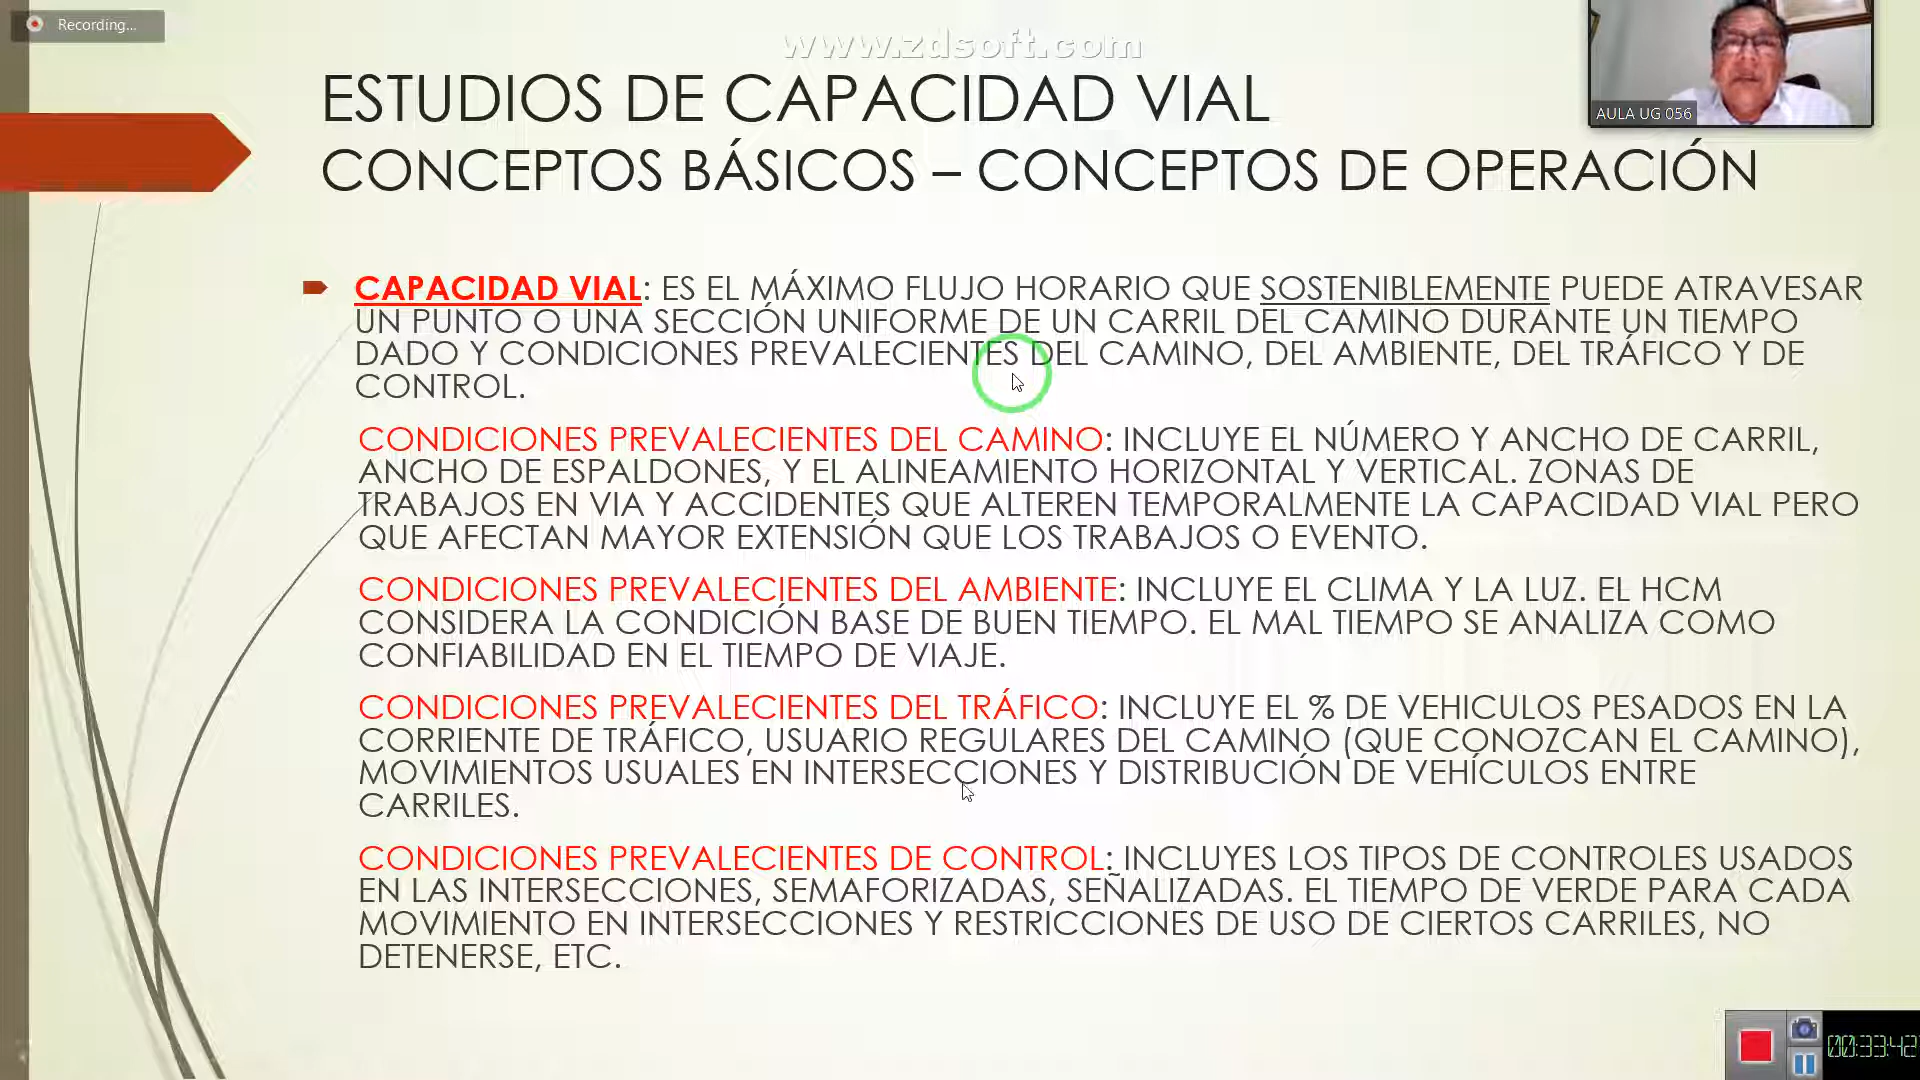 Recording...
www.zdsoft.com
AULA UG 056
ESTUDIOS DE CAPACIDAD VIAL
CONCEPTOS BÁSICOS – CONCEPTOS DE OPERACIÓN
CAPACIDAD VIAL: ES EL MÁXIMO FLUJO HORARIO QUE SOSTENIBLEMENTE PUEDE ATRAVESAR
UN PUNTO O UNA SECCIÓN UNIFORME DE UN CARRIL DEL CAMINO DURANTE UN TIEMPO
DADO Y CONDICIONES PREVALECIENTES DEL CAMINO, DEL AMBIENTE, DEL TRÁFICO Y DE
CONTROL.
CONDICIONES PREVALECIENTES DEL CAMINO: INCLUYE EL NÚMERO Y ANCHO DE CARRIL,
ANCHO DE ESPALDONES, Y EL ALINEAMIENTO HORIZONTAL Y VERTICAL. ZONAS DE
TRABAJOS EN VIA Y ACCIDENTES QUE ALTEREN TEMPORALMENTE LA CAPACIDAD VIAL PERO
QUE AFECTAN MAYOR EXTENSIÓN QUE LOS TRABAJOS O EVENTO.
CONDICIONES PREVALECIENTES DEL AMBIENTE: INCLUYE EL CLIMA Y LA LUZ. EL HCM
CONSIDERA LA CONDICIÓN BASE DE BUEN TIEMPO. EL MAL TIEMPO SE ANALIZA COMO
CONFIABILIDAD EN EL TIEMPO DE VIAJE.
CONDICIONES PREVALECIENTES DEL TRÁFICO: INCLUYE EL % DE VEHICULOS PESADOS EN LA
CORRIENTE DE TRÁFICO, USUARIO REGULARES DEL CAMINO (QUE CONOZCAN EL CAMINO),
MOVIMIENTOS USUALES EN INTERSECCIONES Y DISTRIBUCIÓN DE VEHÍCULOS ENTRE
CARRILES.
CONDICIONES PREVALECIENTES DE CONTROL: INCLUYES LOS TIPOS DE CONTROLES USADOS
EN LAS INTERSECCIONES, SEMAFORIZADAS, SEÑALIZADAS. EL TIEMPO DE VERDE PARA CADA
MOVIMIENTO EN INTERSECCIONES Y RESTRICCIONES DE USO DE CIERTOS CARRILES, NO
DETENERSE, ETC.
00:33:42